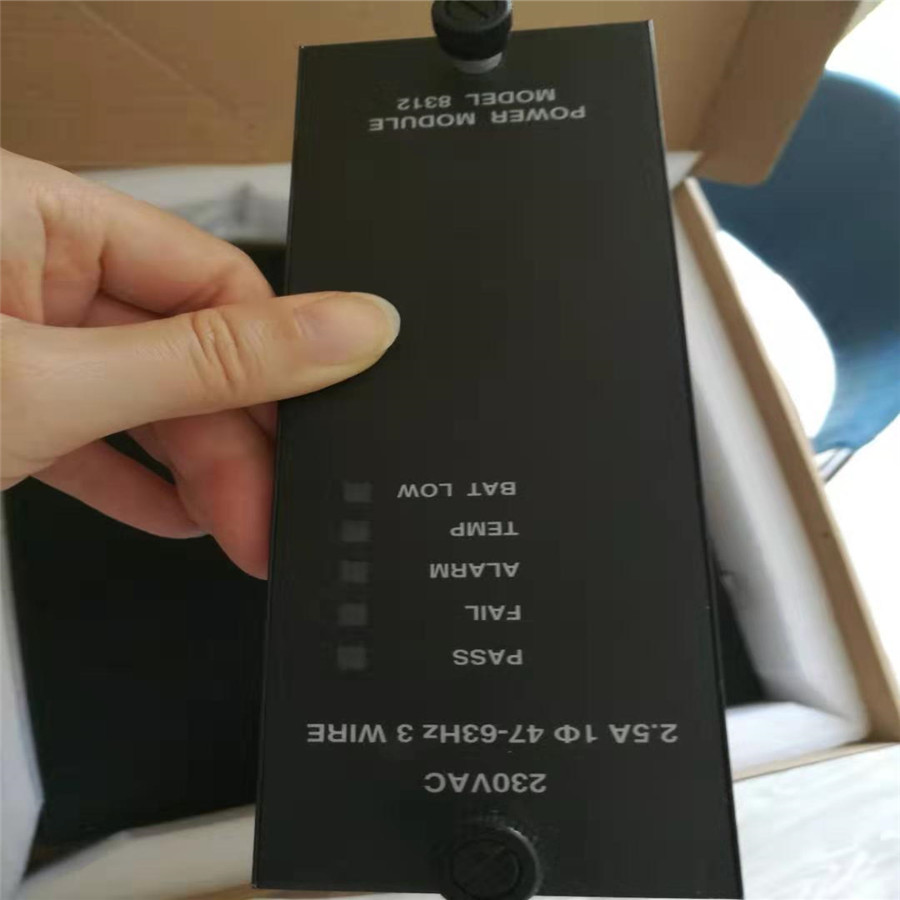 230VAC
2.5A 1Φ 47-63Hz 3 WIRE
PASS
FAIL
ALARM
TEMP
BAT LOW
POWER MODULE
MODEL 8312